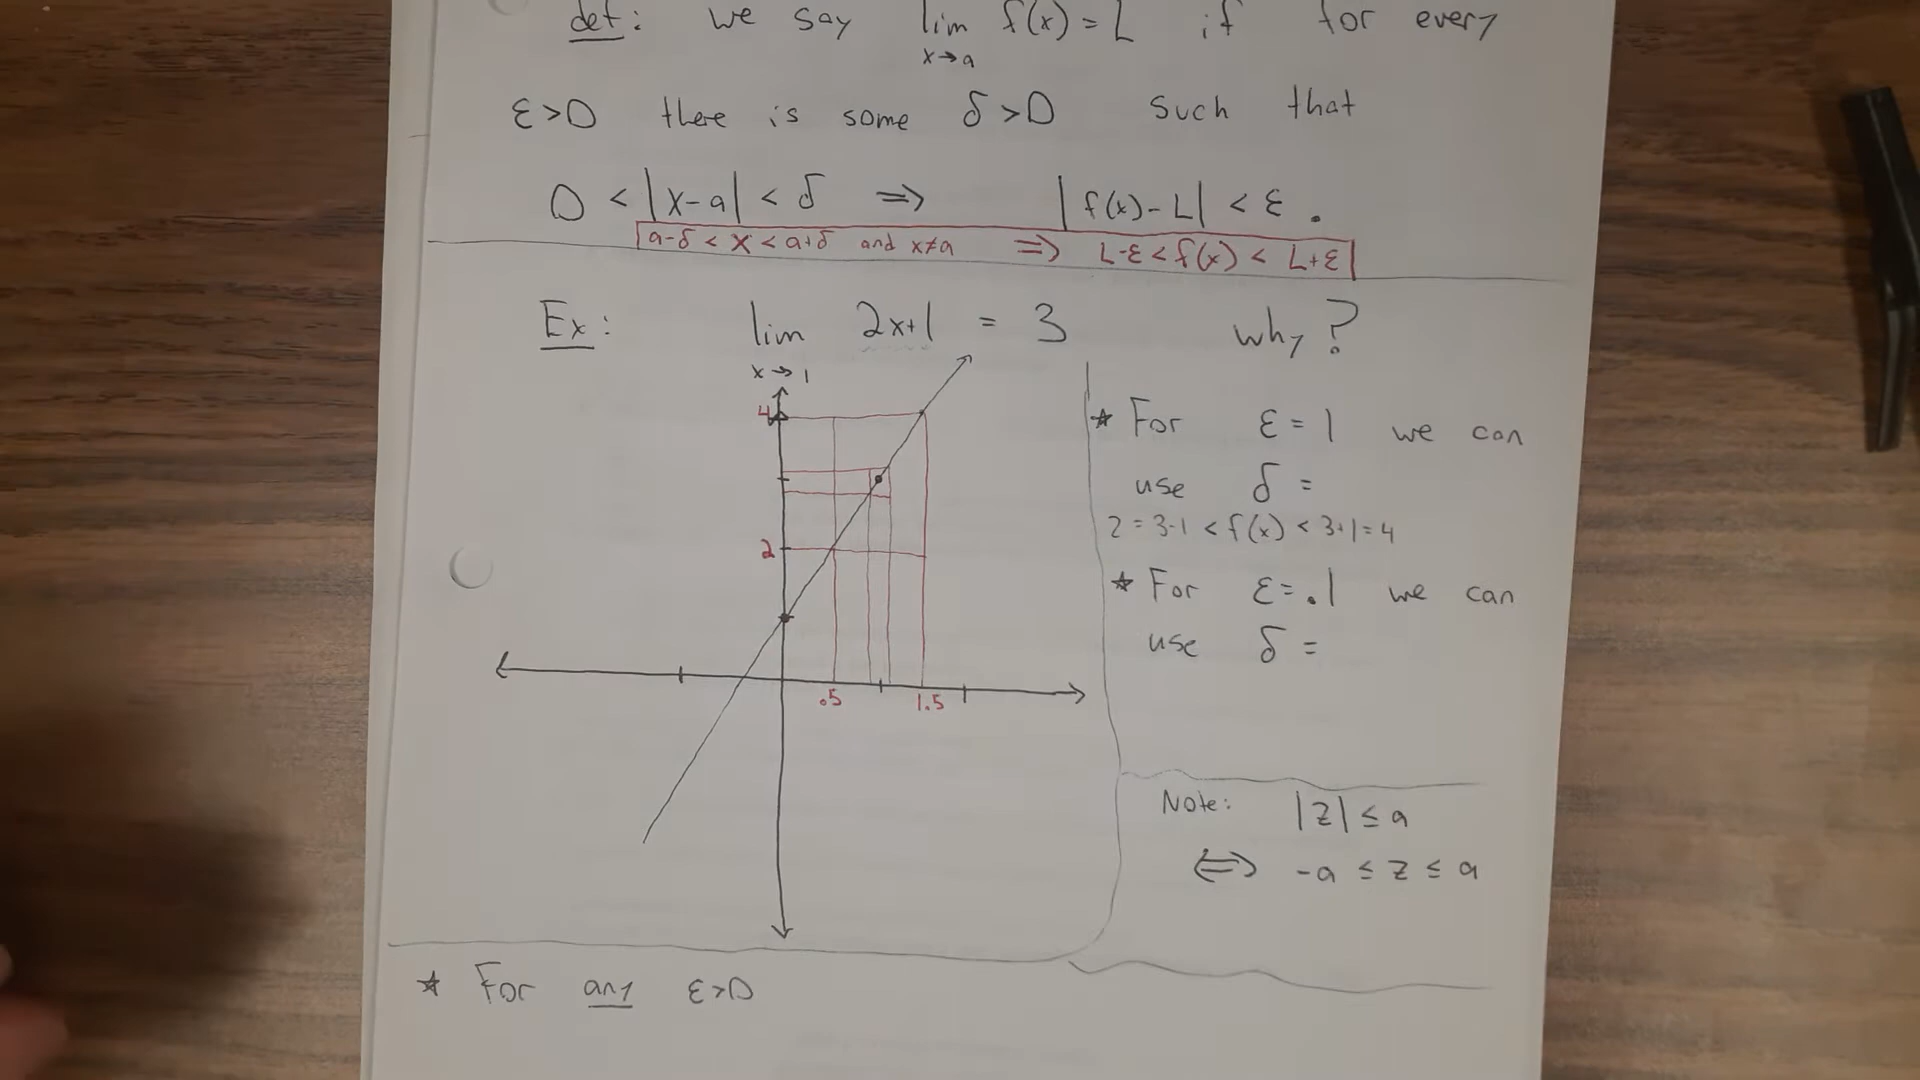 def: we say lim f(x) = L if for every
x→a
ε>0 there is some δ>0 such that
0 < |x-a| < δ ⇒ |f(x)-L| < ε.
a-δ < x < a+δ and x≠a ⇒ L-ε < f(x) < L+ε
Ex: lim 2x+1 = 3 why?
x→1
4
2
.5 1.5
★ For ε = 1 we can
use δ =
2 = 3-1 < f(x) < 3+1 = 4
★ For ε = .1 we can
use δ =
Note: |z| ≤ a
⇔ -a ≤ z ≤ a
★ For any ε>0